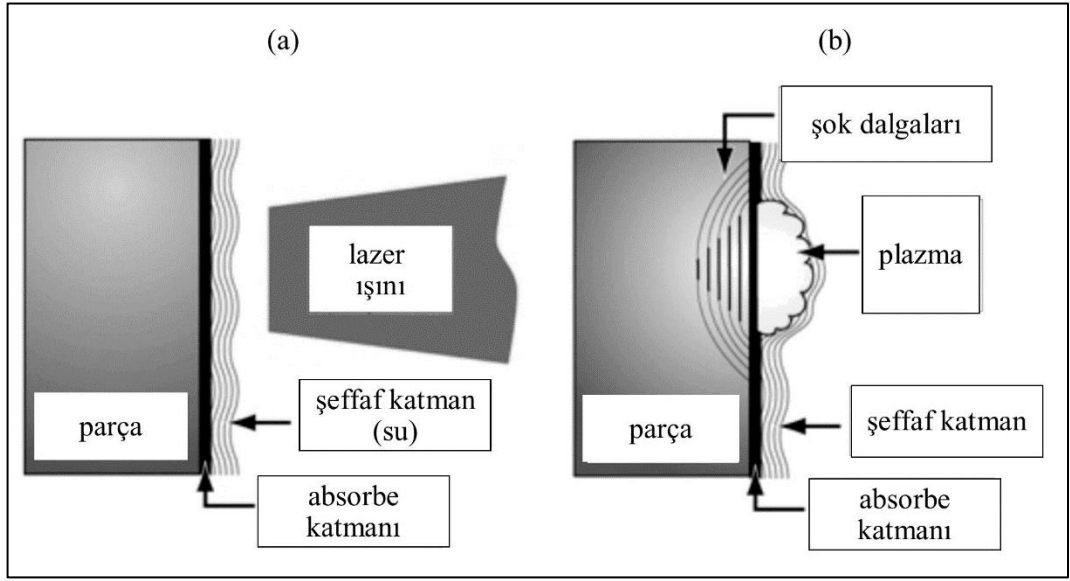 (a)
lazer
ışını
parça
şeffaf katman
(su)
absorbe
katmanı
(b)
şok dalgaları
plazma
parça
şeffaf katman
absorbe
katmanı